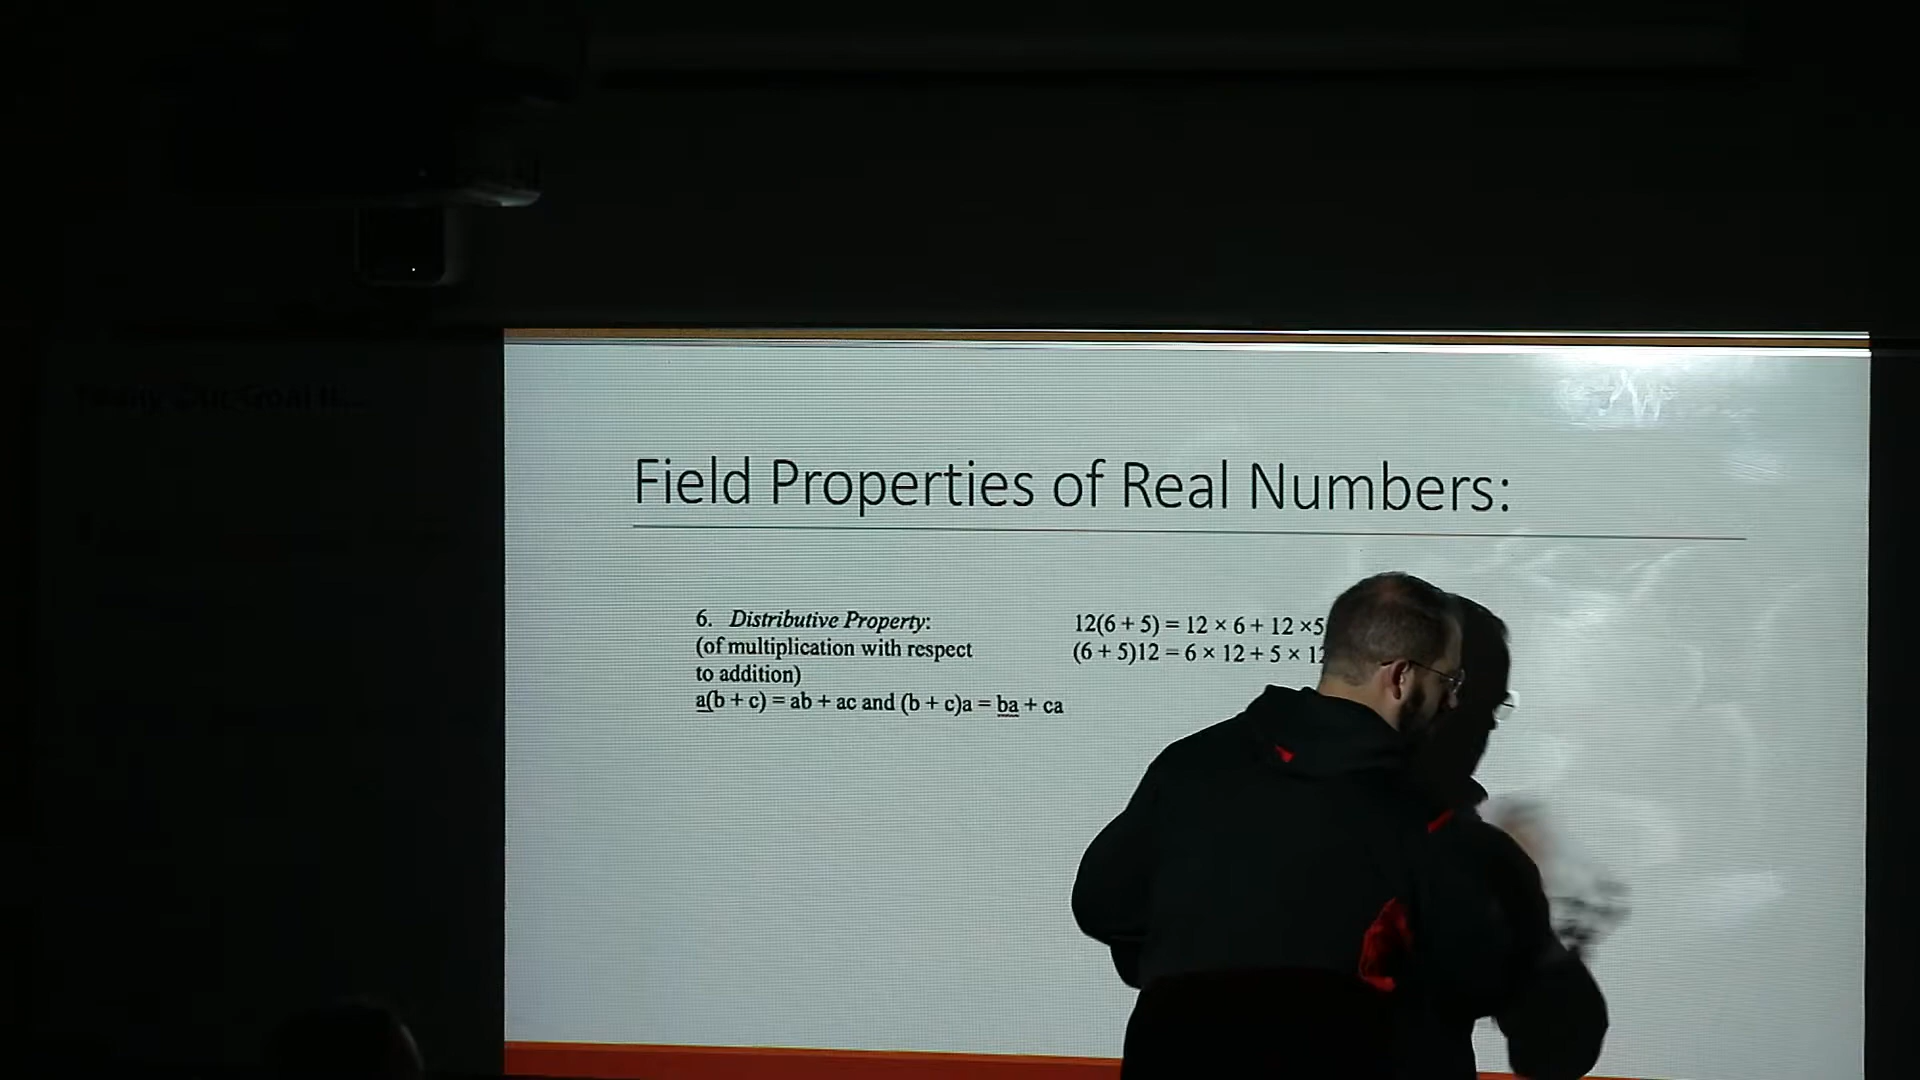 Field Properties of Real Numbers:
6. Distributive Property: 12(6 + 5) = 12 × 6 + 12 ×5
(of multiplication with respect (6 + 5)12 = 6 × 12 + 5 ×
to addition)
a(b + c) = ab + ac and (b + c)a = ba + ca